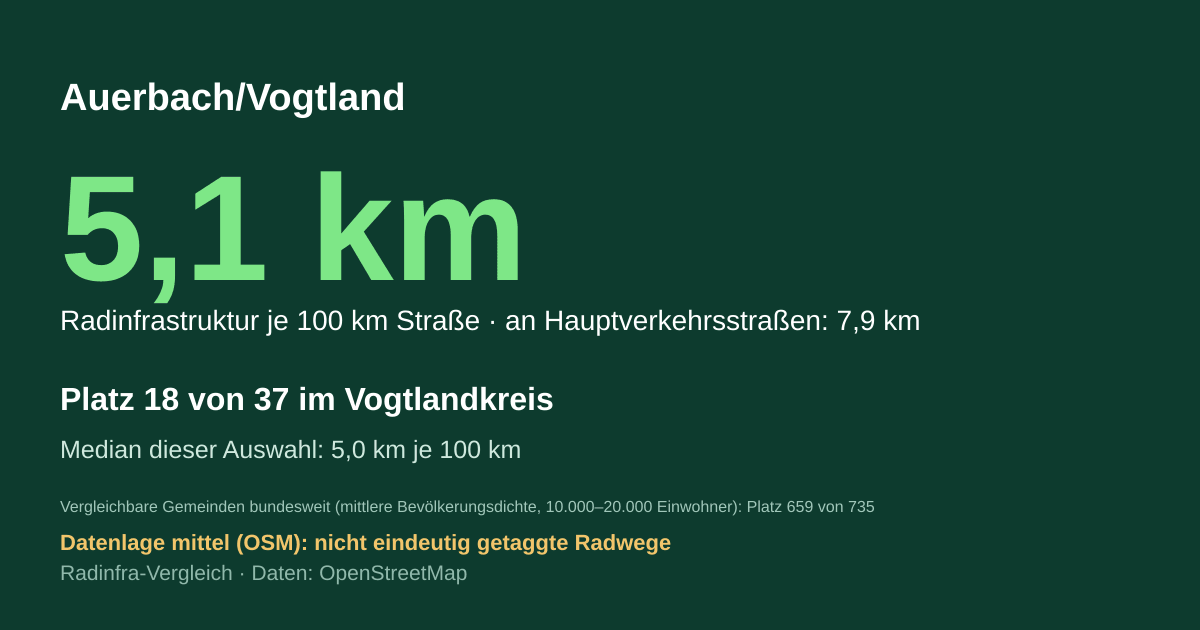 Auerbach/Vogtland
5,1 km
Radinfrastruktur je 100 km Straße · an Hauptverkehrsstraßen: 7,9 km
Platz 18 von 37 im Vogtlandkreis
Median dieser Auswahl: 5,0 km je 100 km
Vergleichbare Gemeinden bundesweit (mittlere Bevölkerungsdichte, 10.000–20.000 Einwohner): Platz 659 von 735
Datenlage mittel (OSM): nicht eindeutig getaggte Radwege
Radinfra-Vergleich · Daten: OpenStreetMap